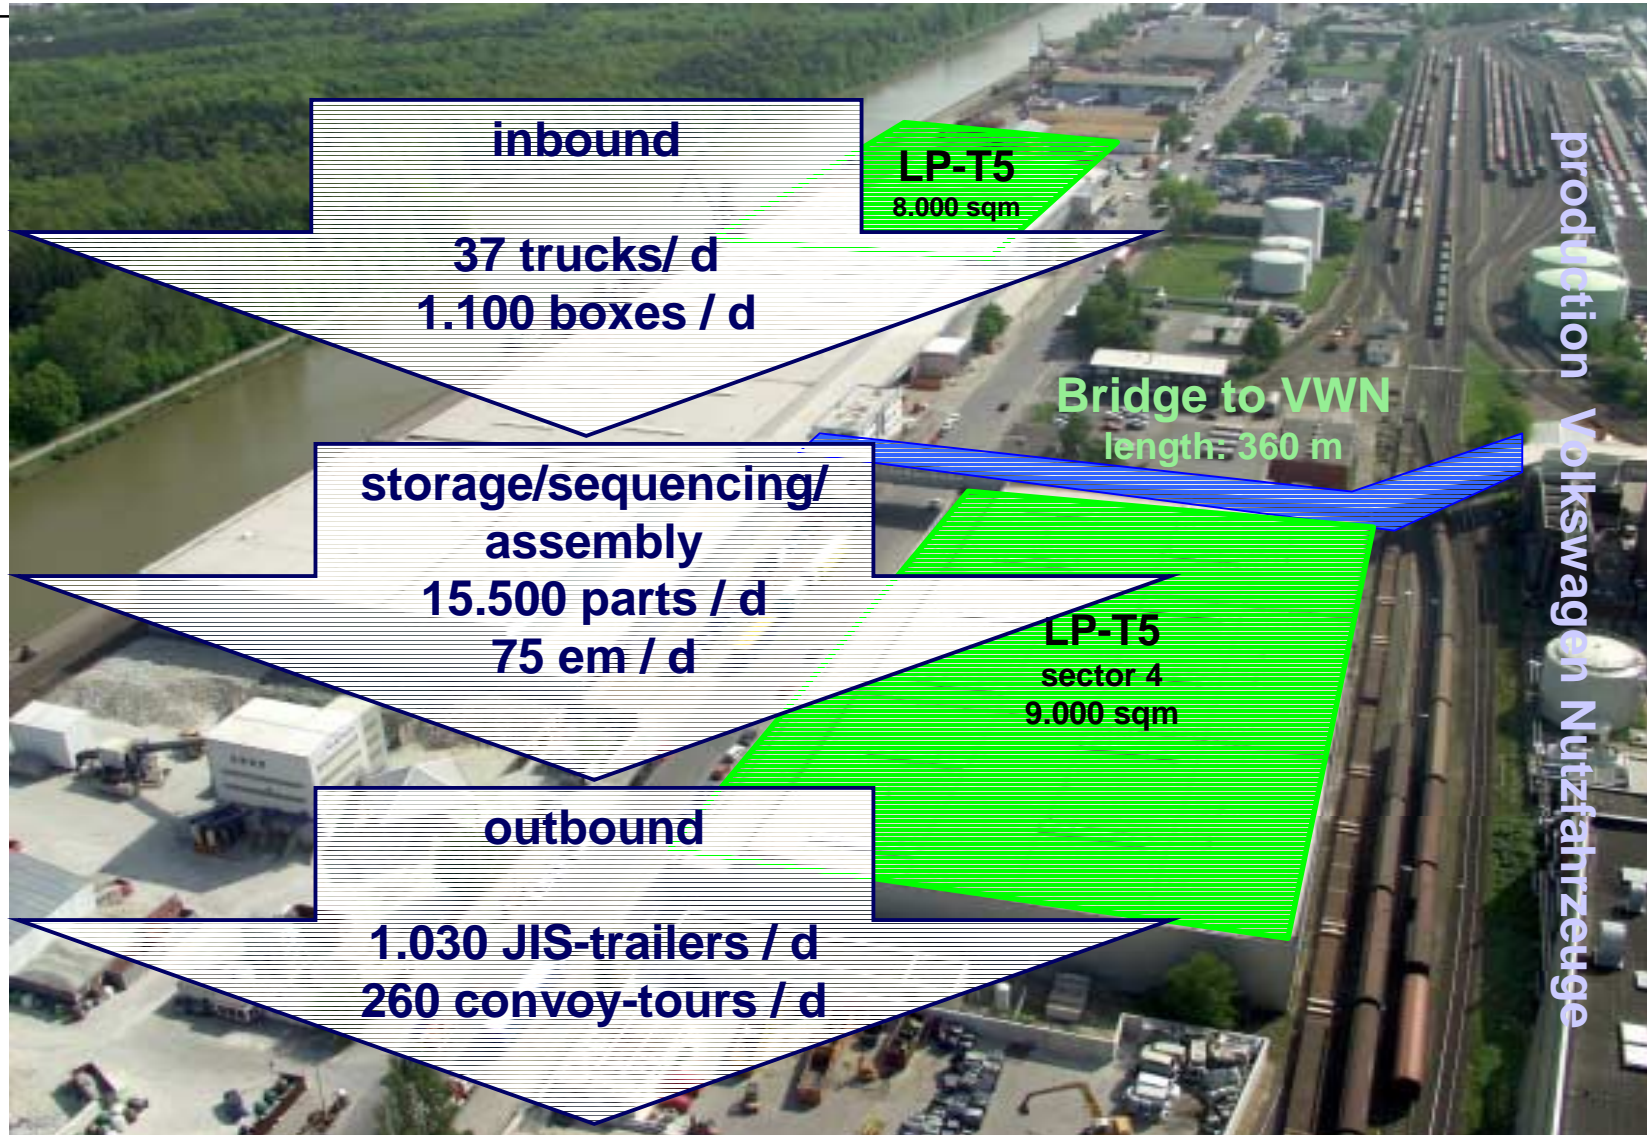 inbound
37 trucks/ d
1.100 boxes / d
LP-T5
8.000 sqm
Bridge to VWN
length: 360 m
storage/sequencing/
assembly
15.500 parts / d
75 em / d
LP-T5
sector 4
9.000 sqm
outbound
1.030 JIS-trailers / d
260 convoy-tours / d
production Volkswagen Nutzfahrzeuge